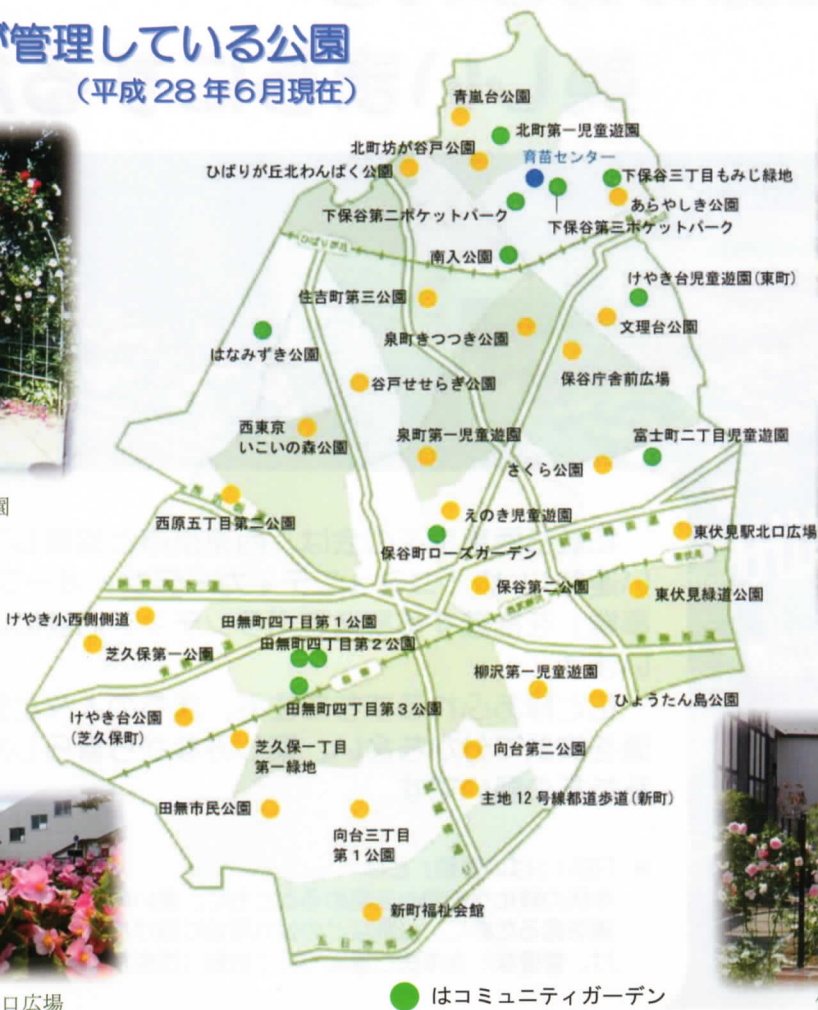 が管理している公園
（平成28年6月現在）
青嵐台公園
北町第一児童遊園
北町坊が谷戸公園
育苗センター
ひばりが丘北わんぱく公園
下保谷三丁目もみじ緑地
あらやしき公園
下保谷第二ポケットパーク
下保谷第三ポケットパーク
南入公園
けやき台児童遊園(東町)
住吉町第三公園
文理台公園
泉町きつつき公園
はなみずき公園
保谷庁舎前広場
谷戸せせらぎ公園
西東京
いこいの森公園
泉町第一児童遊園
富士町二丁目児童遊園
さくら公園
西原五丁目第二公園
えのき児童遊園
東伏見駅北口広場
保谷町ローズガーデン
保谷第二公園
東伏見緑道公園
けやき小西側側道
田無町四丁目第1公園
芝久保第一公園
田無町四丁目第2公園
柳沢第一児童遊園
ひょうたん島公園
田無町四丁目第3公園
けやき台公園
(芝久保町)
芝久保一丁目
第一緑地
向台第二公園
主地12号線都道歩道(新町)
田無市民公園
向台三丁目
第1公園
新町福祉会館
五日市街道
園
口広場
はコミュニティガーデン